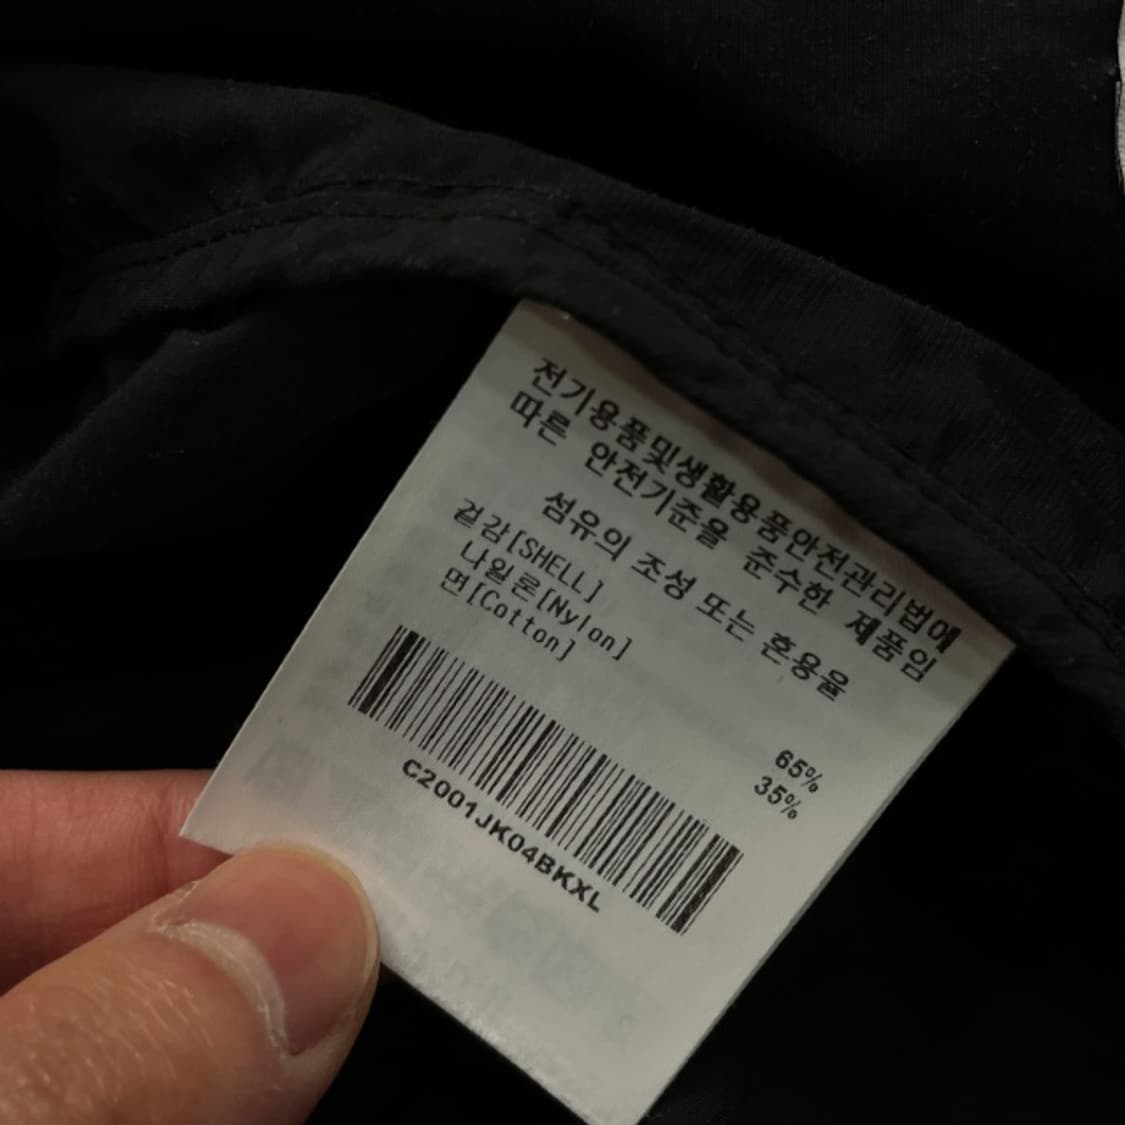 전기용품및생활용품안전관리법에
따른 안전기준을 준수한 제품임
섬유의 조성 또는 혼용율
겉감[SHELL]
나일론[Nylon] 65%
면[Cotton] 35%
C2001JK04BKXL